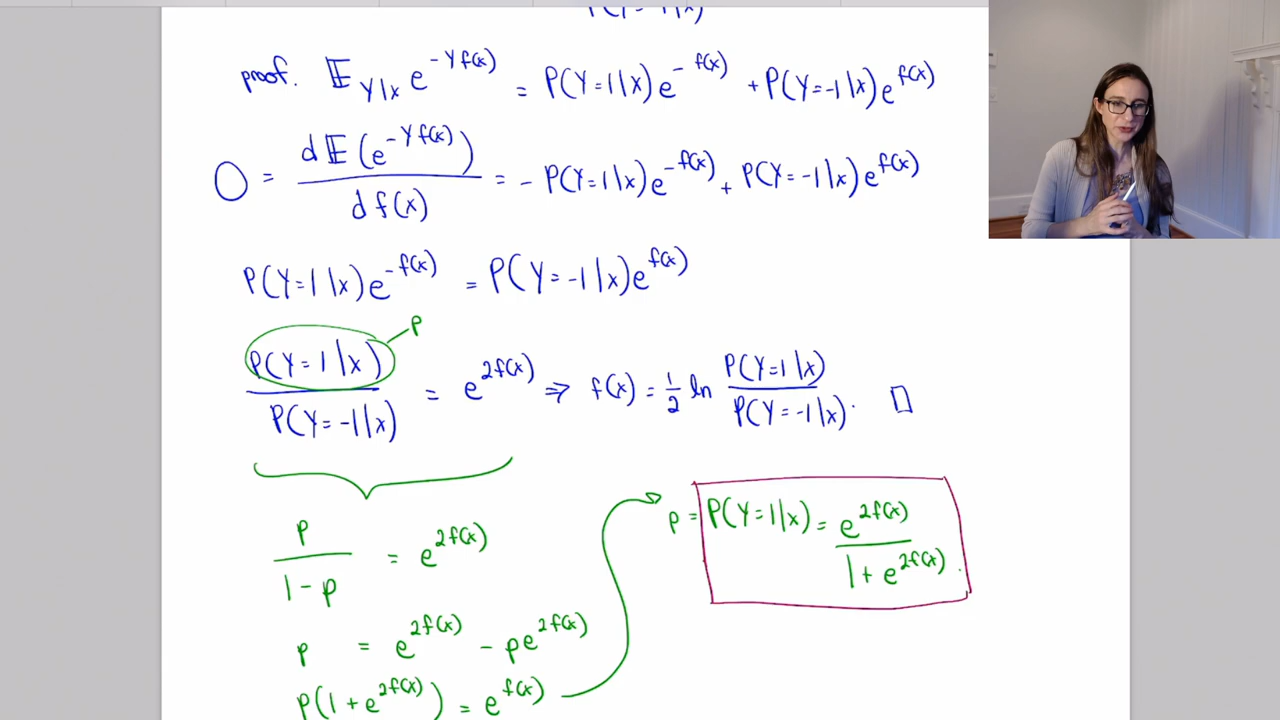 proof. 𝔼_{Y|x} e^{-Yf(x)} = P(Y=1|x)e^{-f(x)} + P(Y=-1|x)e^{f(x)}
0 = d𝔼(e^{-Yf(x)}) / df(x) = -P(Y=1|x)e^{-f(x)} + P(Y=-1|x)e^{f(x)}
P(Y=1|x)e^{-f(x)} = P(Y=-1|x)e^{f(x)}
P
P(Y=1|x) / P(Y=-1|x) = e^{2f(x)} ⇒ f(x) = 1/2 ln P(Y=1|x) / P(Y=-1|x). □
p = P(Y=1|x) = e^{2f(x)} / 1+e^{2f(x)}.
p / 1-p = e^{2f(x)}
p = e^{2f(x)} - pe^{2f(x)}
p(1+e^{2f(x)}) = e^{f(x)}